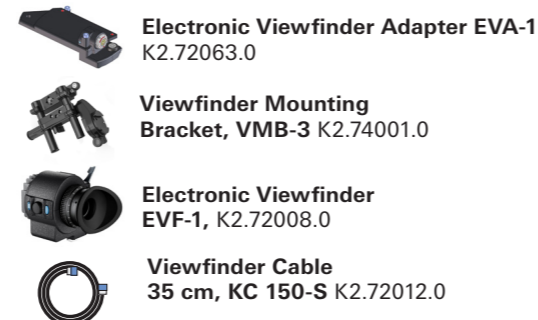 Electronic Viewfinder Adapter EVA-1
K2.72063.0
Viewfinder Mounting
Bracket, VMB-3 K2.74001.0
Electronic Viewfinder
EVF-1, K2.72008.0
Viewfinder Cable
35 cm, KC 150-S K2.72012.0